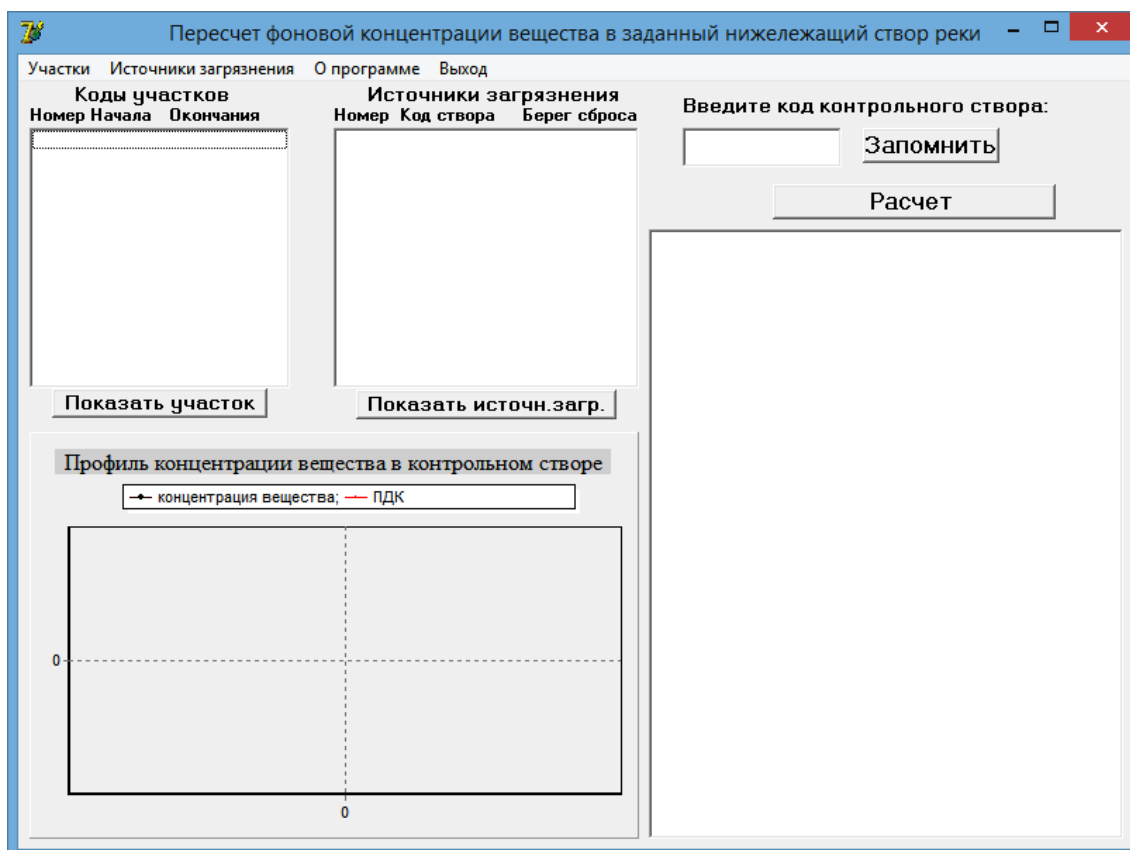 Пересчет фоновой концентрации вещества в заданный нижележащий створ реки
Участки Источники загрязнения О программе Выход
Коды участков
Номер Начала Окончания
Источники загрязнения
Номер Код створа Берег сброса
Введите код контрольного створа:
Запомнить
Расчет
Показать участок
Показать источн.загр.
Профиль концентрации вещества в контрольном створе
концентрация вещества; ПДК
0
0